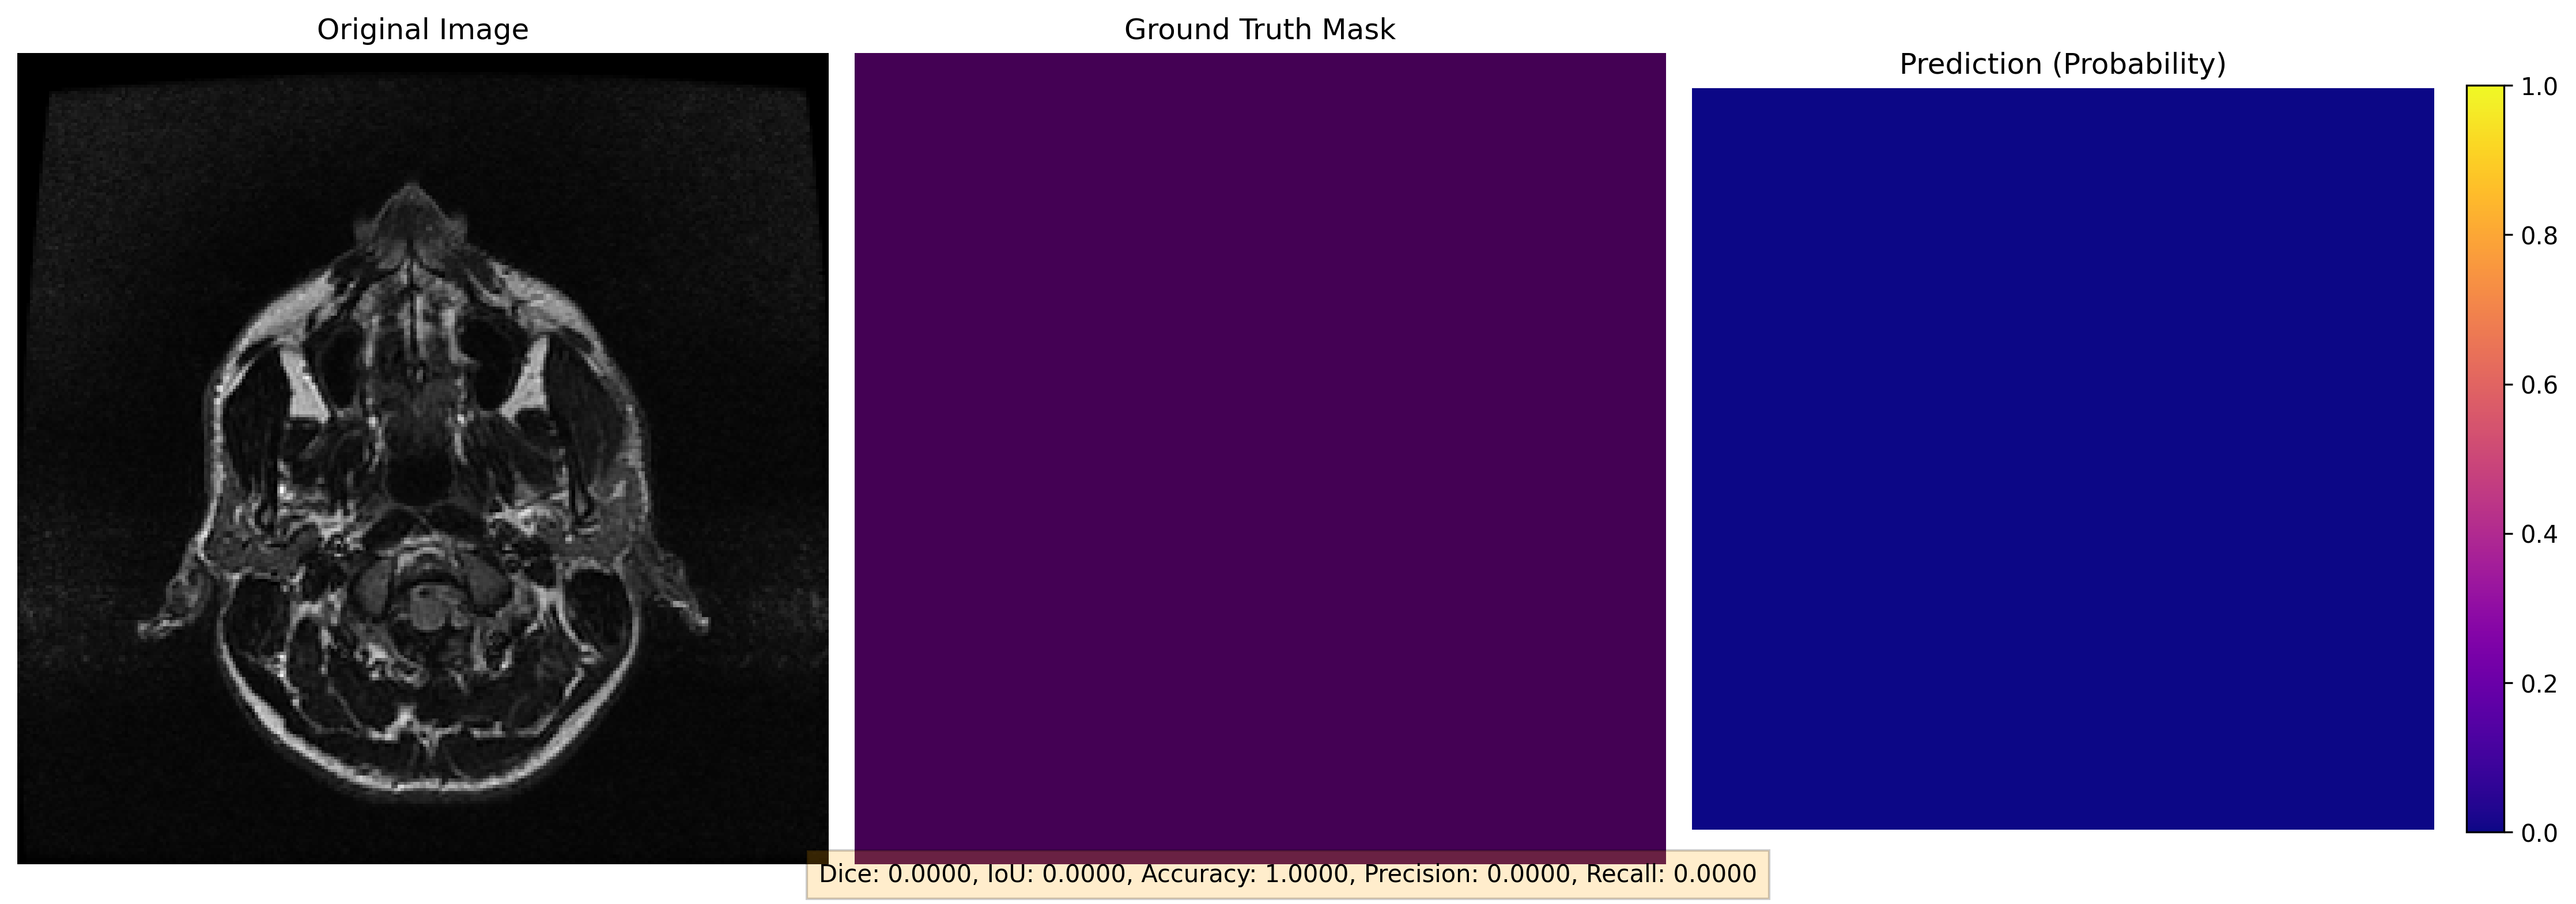 Original Image
Ground Truth Mask
Prediction (Probability)
1.0
0.8
0.6
0.4
0.2
0.0
Dice: 0.0000, IoU: 0.0000, Accuracy: 1.0000, Precision: 0.0000, Recall: 0.0000